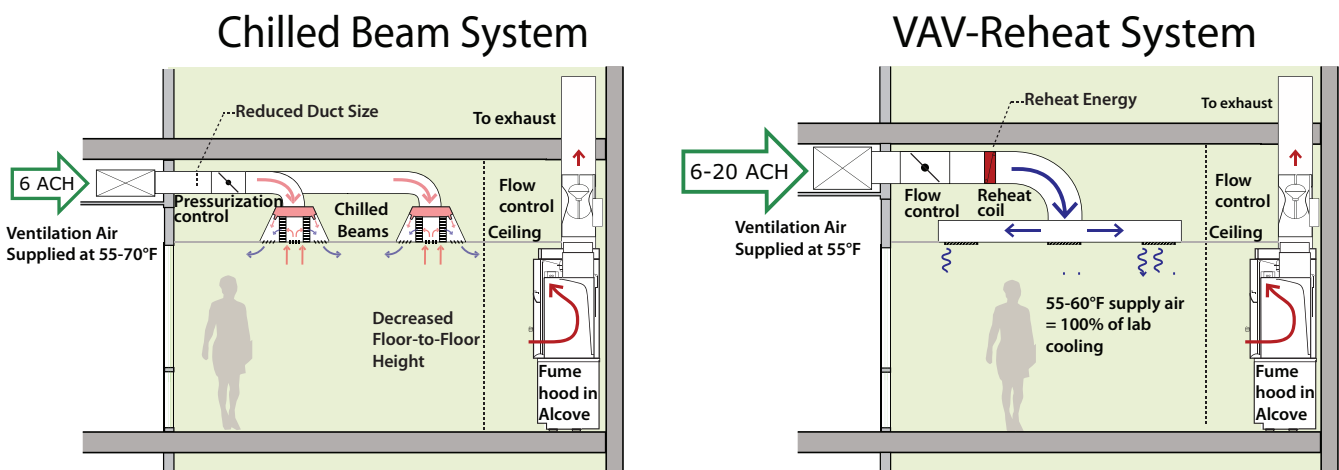 Chilled Beam System
Reduced Duct Size
To exhaust
6 ACH
Pressurization
control
Chilled
Beams
Flow
control
Ceiling
Ventilation Air
Supplied at 55-70°F
Decreased
Floor-to-Floor
Height
Fume
hood in
Alcove
VAV-Reheat System
Reheat Energy
To exhaust
6-20 ACH
Flow
control
Reheat
coil
Flow
control
Ceiling
Ventilation Air
Supplied at 55°F
55-60°F supply air
= 100% of lab
cooling
Fume
hood in
Alcove